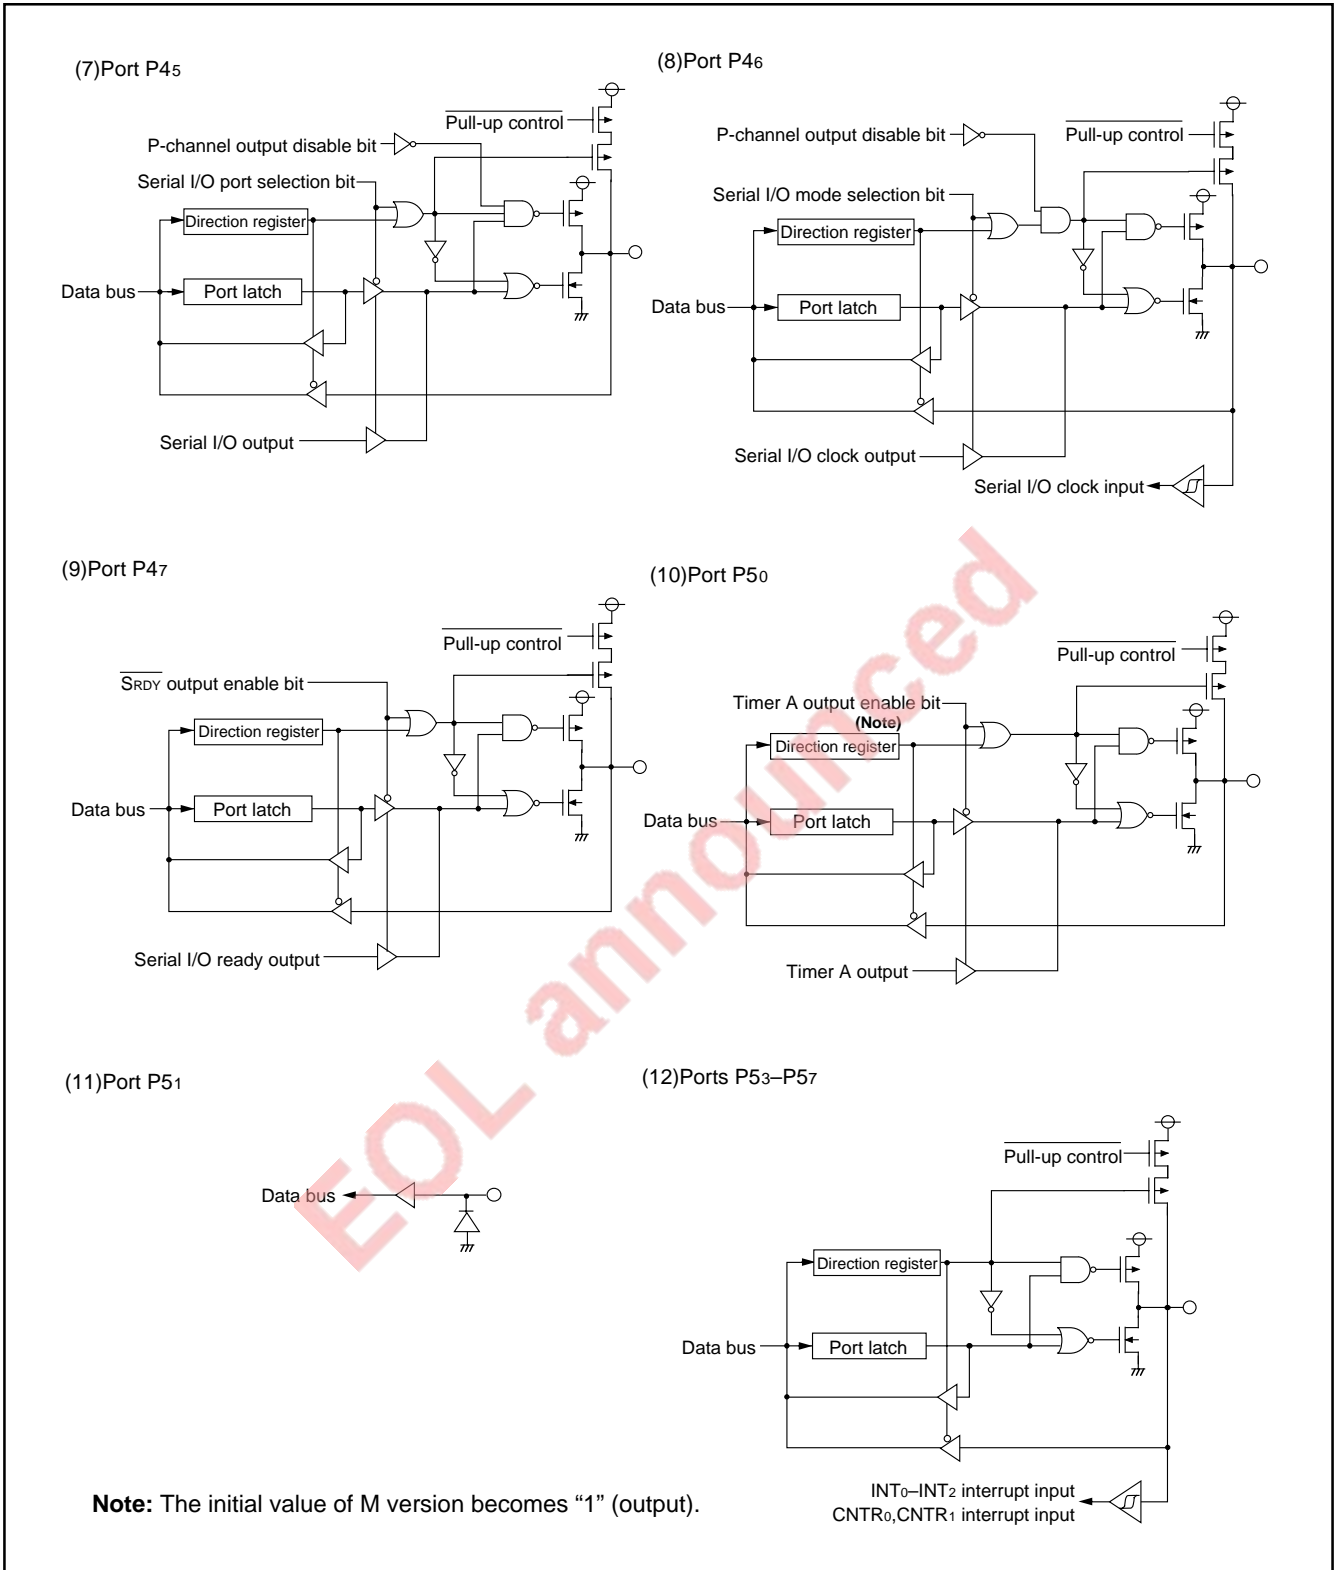 (7)Port P45
Pull-up control
P-channel output disable bit
Serial I/O port selection bit
Direction register
Data bus
Port latch
Serial I/O output
(8)Port P46
P-channel output disable bit
Pull-up control
Serial I/O mode selection bit
Direction register
Data bus
Port latch
Serial I/O clock output
Serial I/O clock input
(9)Port P47
Pull-up control
SRDY output enable bit
Direction register
Data bus
Port latch
Serial I/O ready output
(10)Port P50
Pull-up control
Timer A output enable bit
(Note)
Direction register
Data bus
Port latch
Timer A output
(11)Port P51
Data bus
(12)Ports P53–P57
Pull-up control
Direction register
Data bus
Port latch
INT0–INT2 interrupt input
CNTR0,CNTR1 interrupt input
Note: The initial value of M version becomes “1” (output).
EOL announced